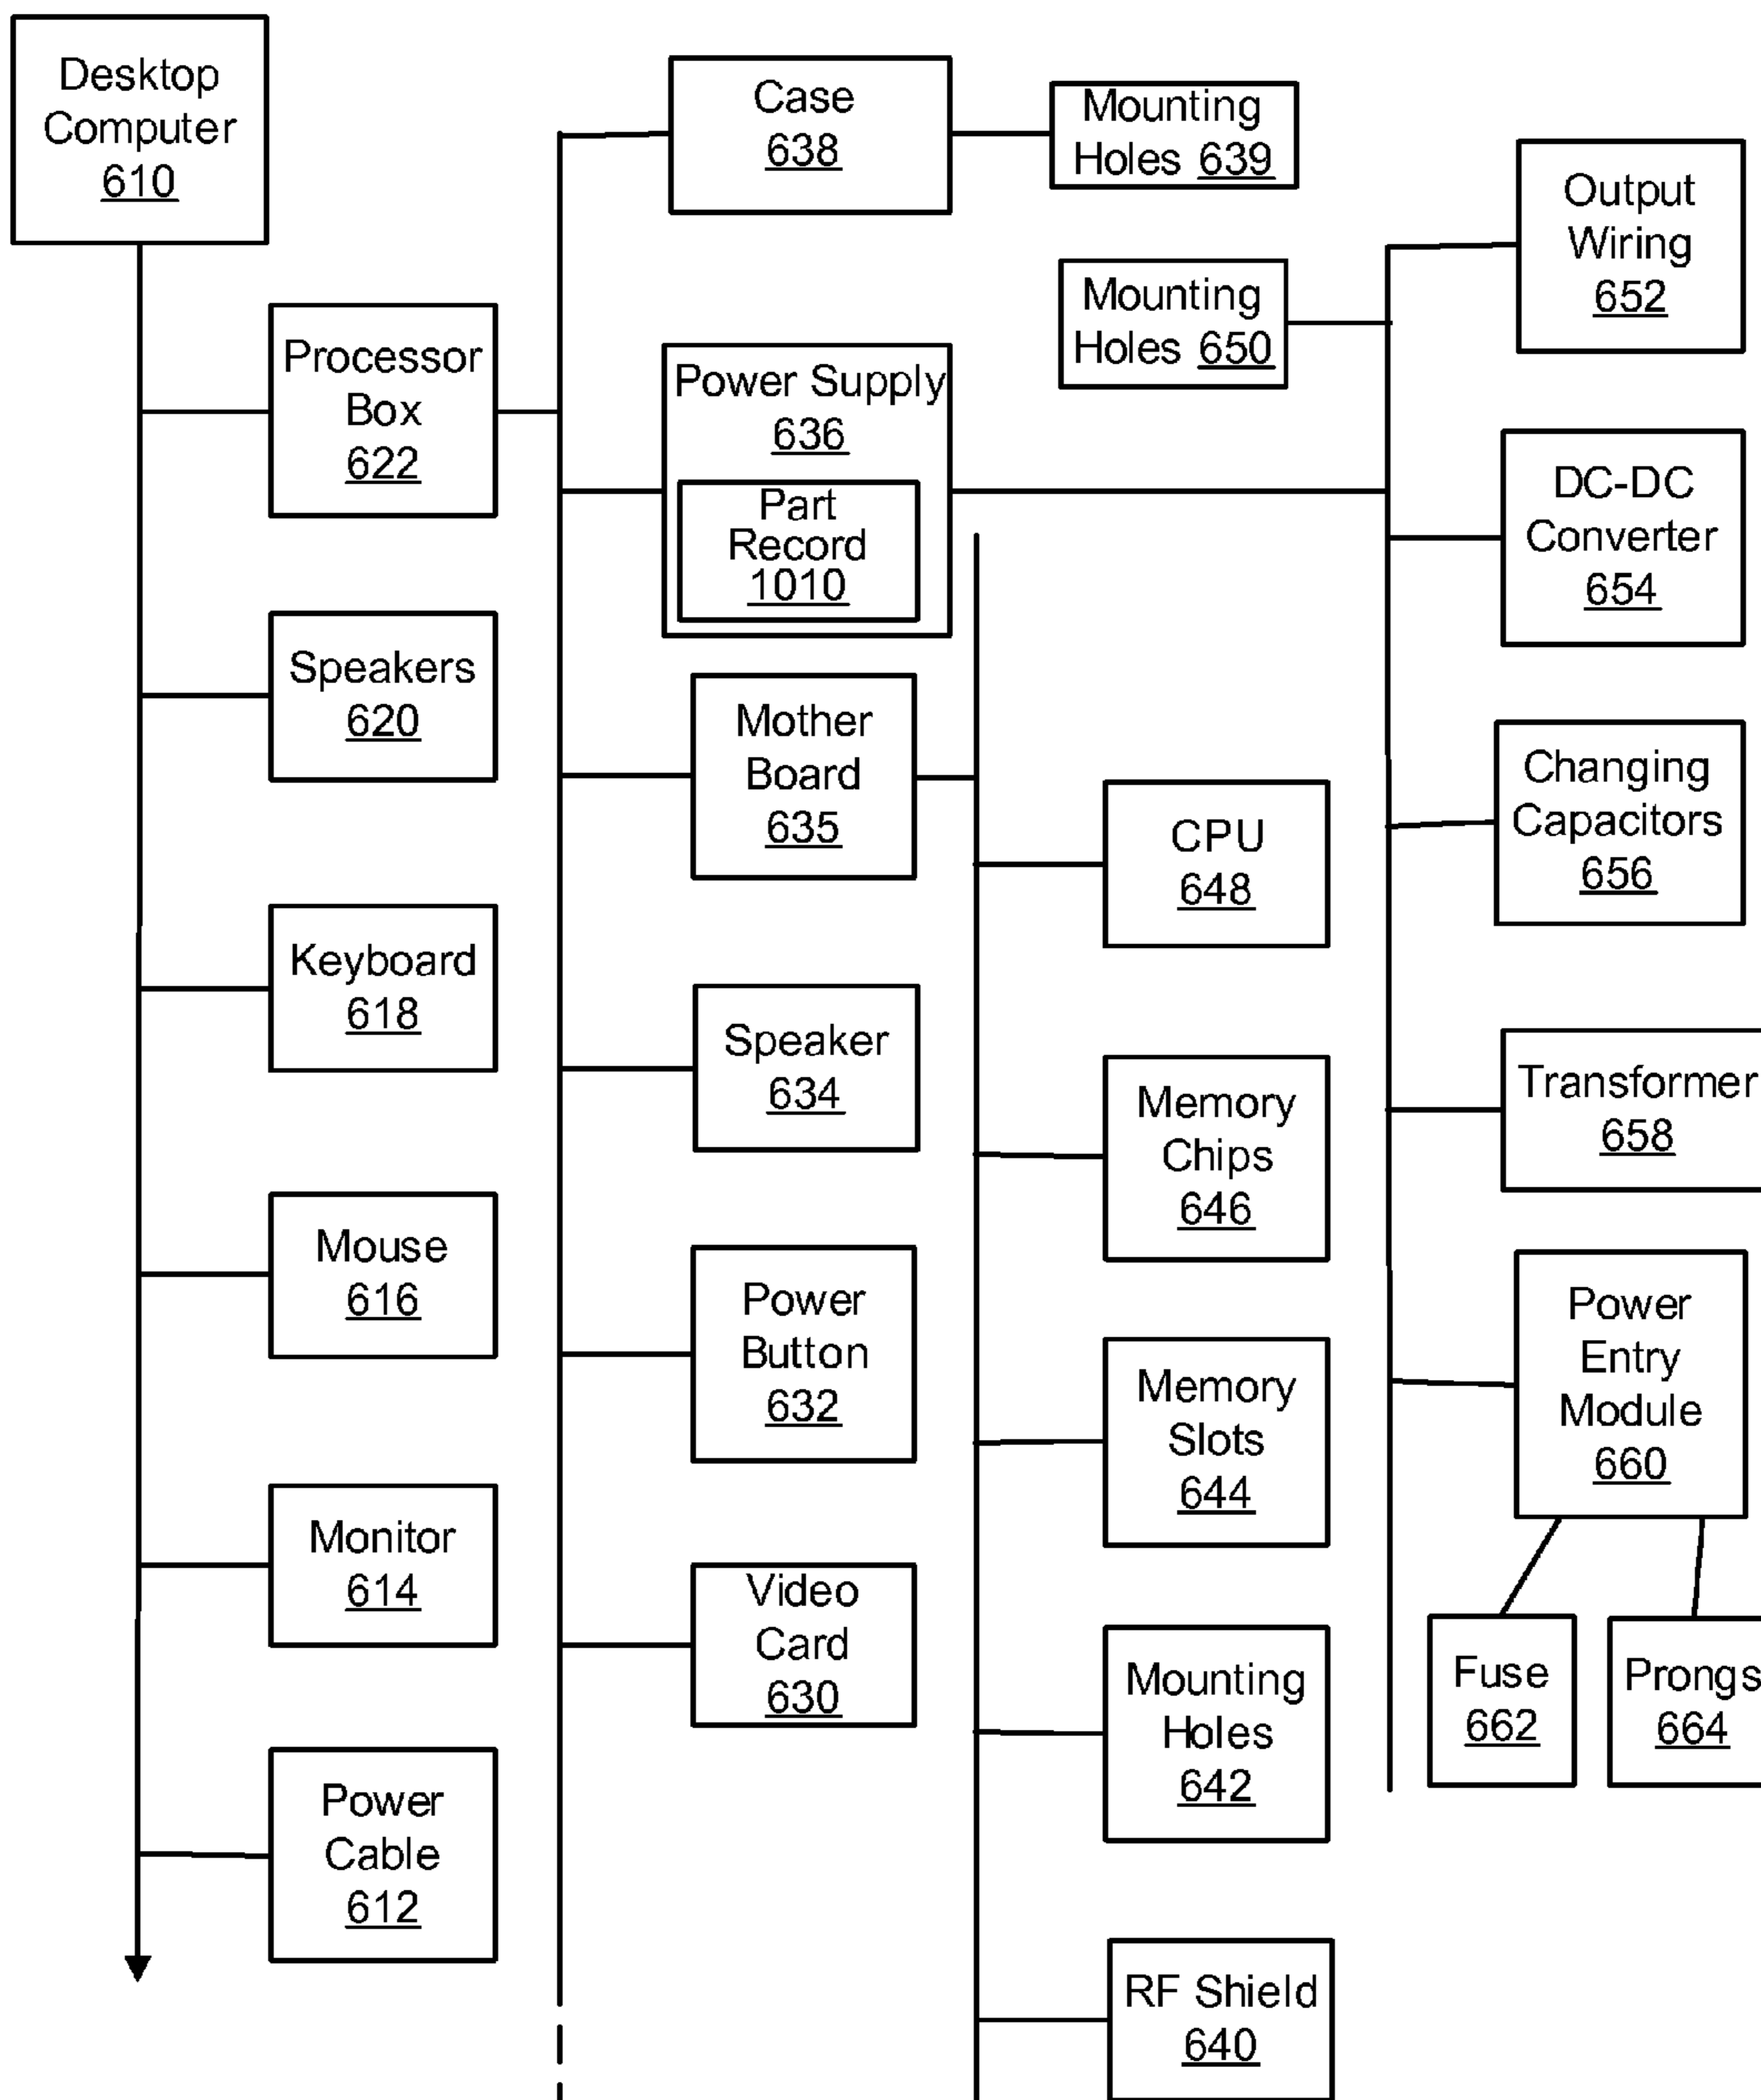 Desktop
Computer
610
Processor
Box
622
Speakers
620
Keyboard
618
Mouse
616
Monitor
614
Power
Cable
612
Case
638
Power Supply
636
Part
Record
1010
Mother
Board
635
Speaker
634
Power
Button
632
Video
Card
630
Mounting
Holes 639
Mounting
Holes 650
CPU
648
Memory
Chips
646
Memory
Slots
644
Mounting
Holes
642
RF Shield
640
Output
Wiring
652
DC-DC
Converter
654
Changing
Capacitors
656
Transformer
658
Power
Entry
Module
660
Fuse
662
Prongs
664